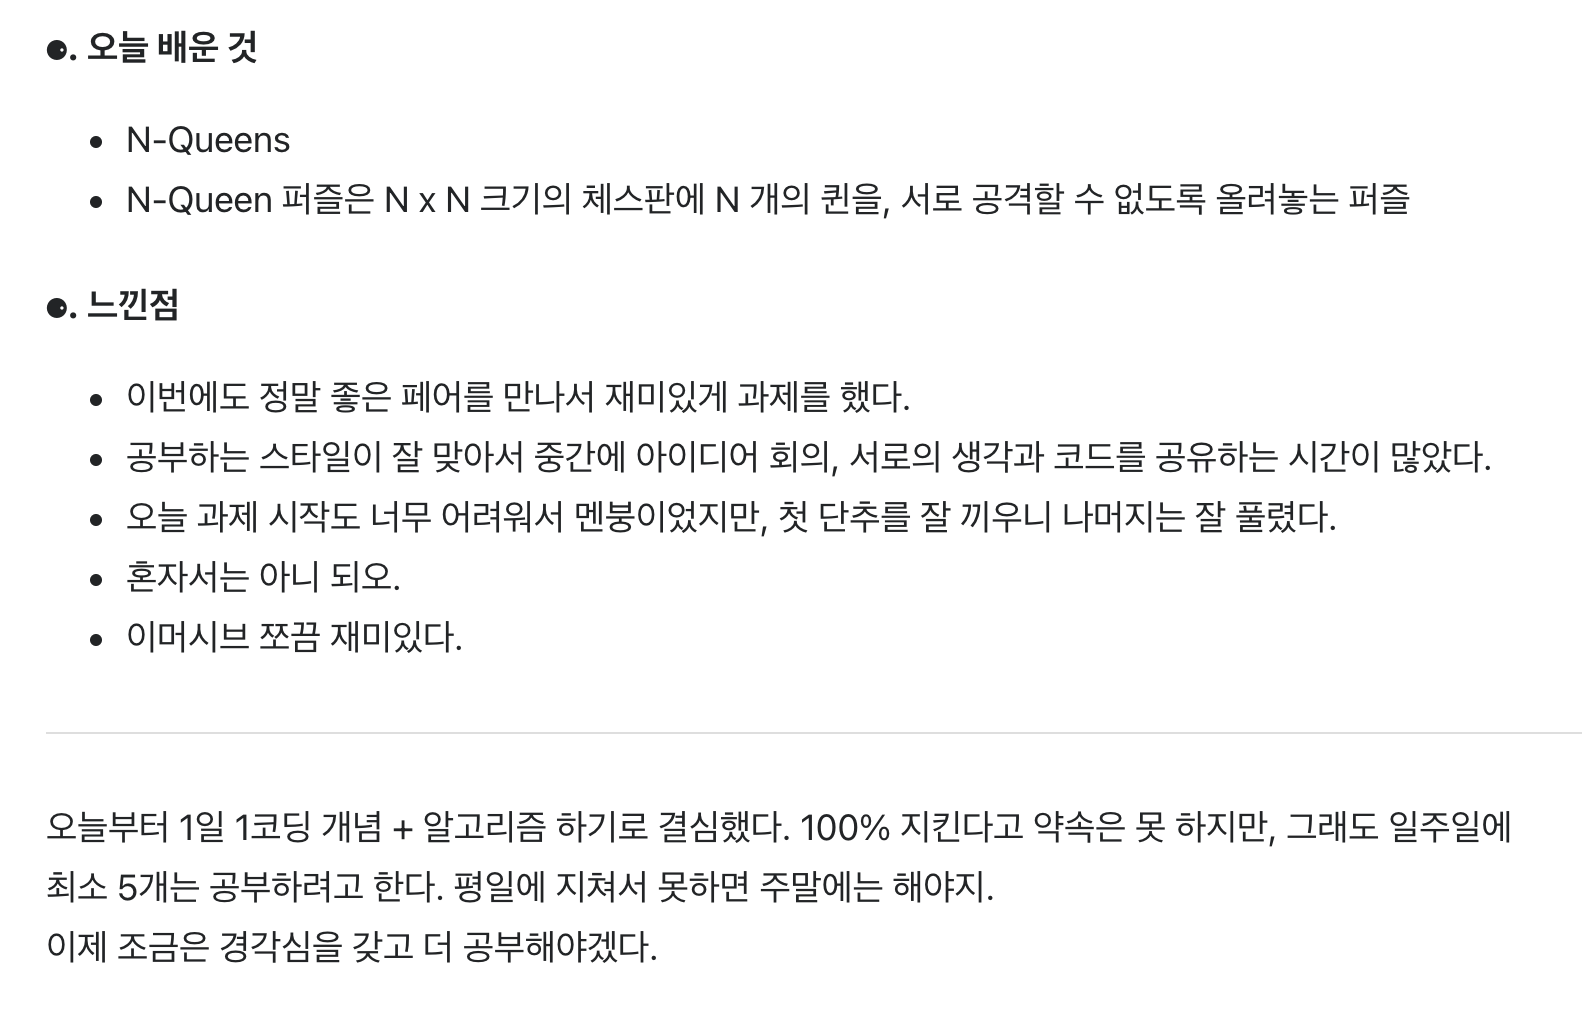 ⚈. 오늘 배운 것
• N-Queens
• N-Queen 퍼즐은 N x N 크기의 체스판에 N 개의 퀸을, 서로 공격할 수 없도록 올려놓는 퍼즐
⚈. 느낀점
• 이번에도 정말 좋은 페어를 만나서 재미있게 과제를 했다.
• 공부하는 스타일이 잘 맞아서 중간에 아이디어 회의, 서로의 생각과 코드를 공유하는 시간이 많았다.
• 오늘 과제 시작도 너무 어려워서 멘붕이었지만, 첫 단추를 잘 끼우니 나머지는 잘 풀렸다.
• 혼자서는 아니 되오.
• 이머시브 쪼끔 재미있다.
오늘부터 1일 1코딩 개념 + 알고리즘 하기로 결심했다. 100% 지킨다고 약속은 못 하지만, 그래도 일주일에
최소 5개는 공부하려고 한다. 평일에 지쳐서 못하면 주말에는 해야지.
이제 조금은 경각심을 갖고 더 공부해야겠다.